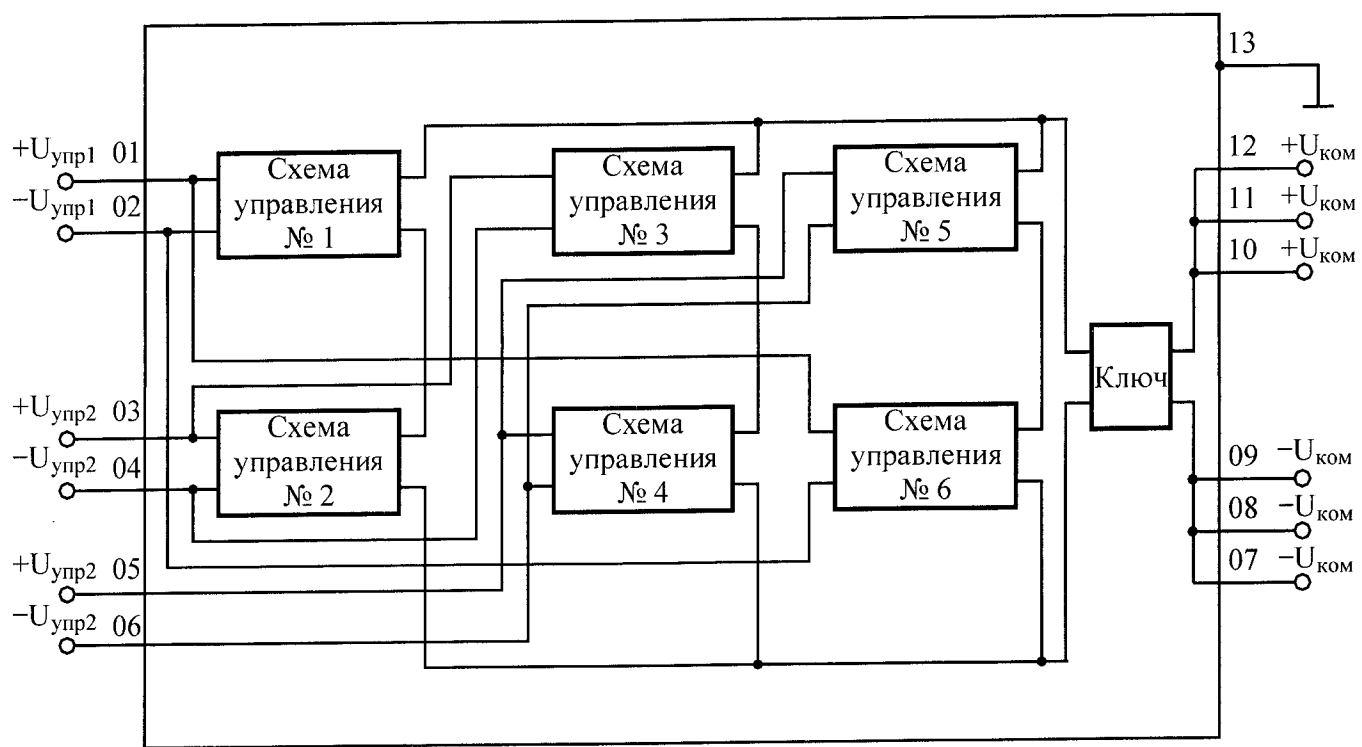 13
+Uупр1 01
−Uупр1 02
Схема
управления
№ 1
Схема
управления
№ 3
Схема
управления
№ 5
12 +Uком
11 +Uком
10 +Uком
Ключ
+Uупр2 03
−Uупр2 04
Схема
управления
№ 2
Схема
управления
№ 4
Схема
управления
№ 6
09 −Uком
08 −Uком
07 −Uком
+Uупр2 05
−Uупр2 06